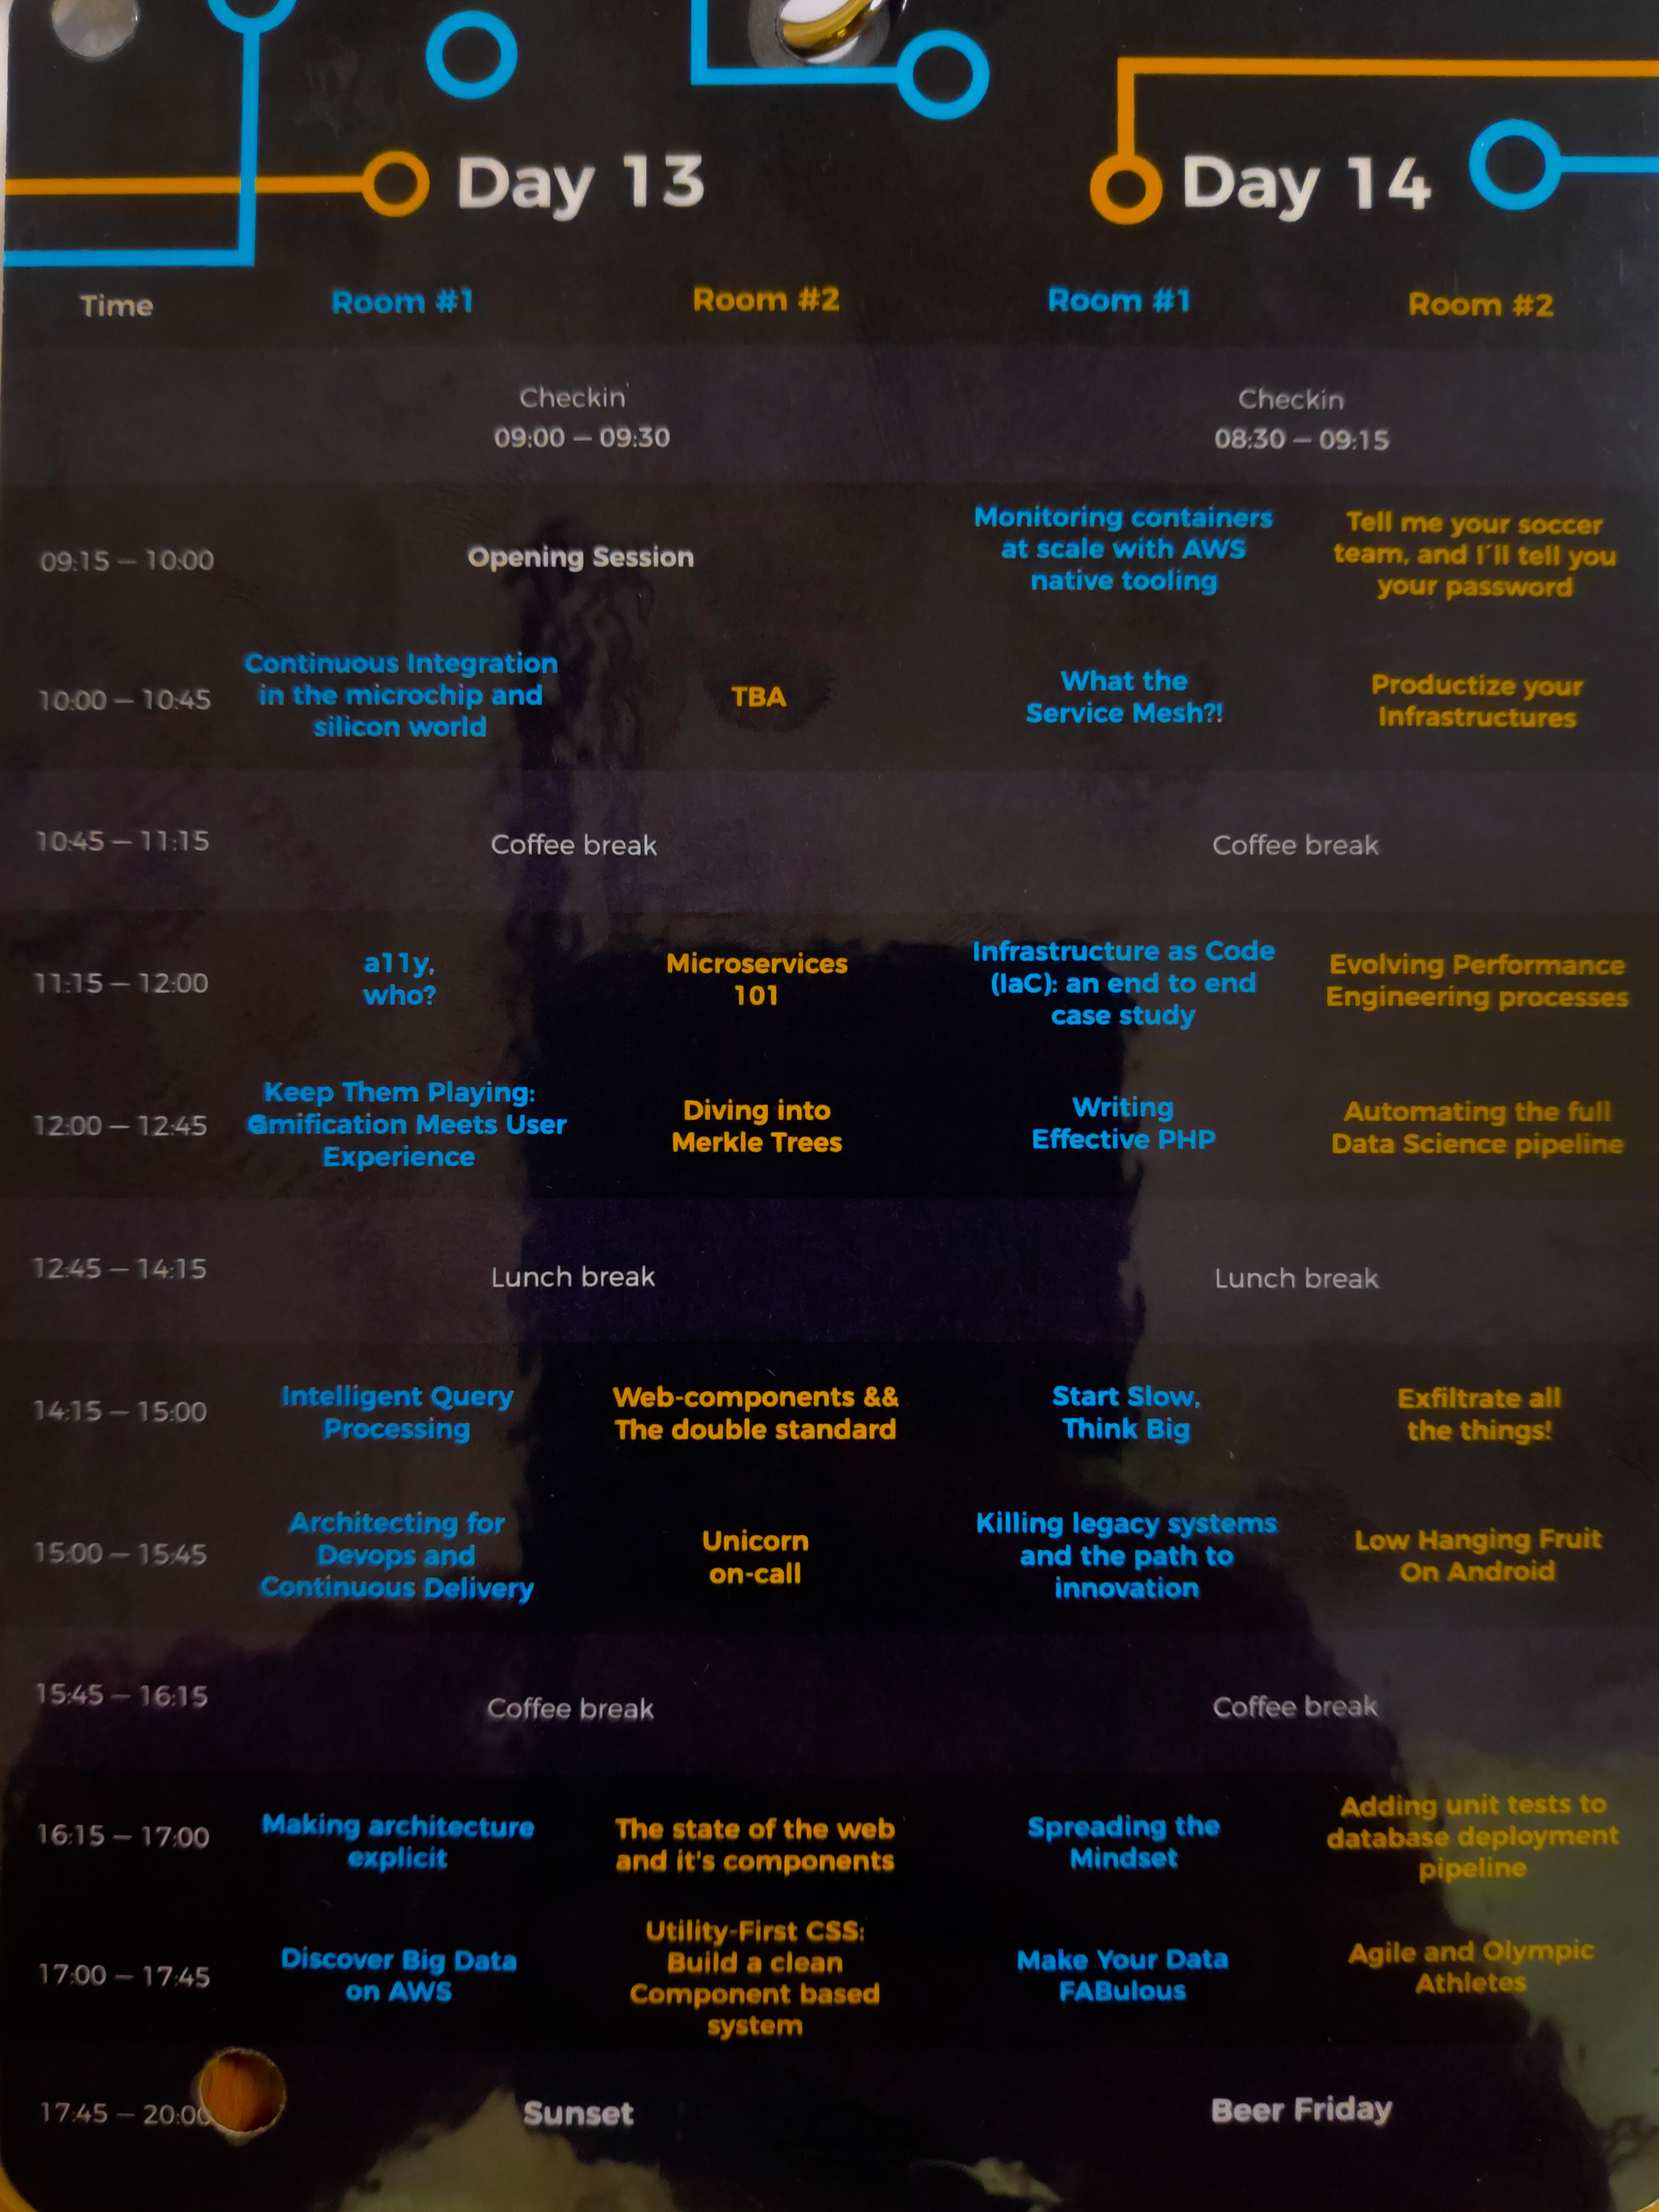 Day 13
Day 14
Time
Room #1
Room #2
Room #1
Room #2
Checkin
09:00 — 09:30
Checkin
08:30 — 09:15
09:15 — 10:00
Opening Session
Monitoring containers
at scale with AWS
native tooling
Tell me your soccer
team, and I´ll tell you
your password
10:00 — 10:45
Continuous Integration
in the microchip and
silicon world
TBA
What the
Service Mesh?!
Productize your
Infrastructures
10:45 — 11:15
Coffee break
Coffee break
11:15 — 12:00
a11y,
who?
Microservices
101
Infrastructure as Code
(IaC): an end to end
case study
Evolving Performance
Engineering processes
12:00 — 12:45
Keep Them Playing:
Gmification Meets User
Experience
Diving into
Merkle Trees
Writing
Effective PHP
Automating the full
Data Science pipeline
12:45 — 14:15
Lunch break
Lunch break
14:15 — 15:00
Intelligent Query
Processing
Web-components &&
The double standard
Start Slow,
Think Big
Exfiltrate all
the things!
15:00 — 15:45
Architecting for
Devops and
Continuous Delivery
Unicorn
on-call
Killing legacy systems
and the path to
innovation
Low Hanging Fruit
On Android
15:45 — 16:15
Coffee break
Coffee break
16:15 — 17:00
Making architecture
explicit
The state of the web
and it's components
Spreading the
Mindset
Adding unit tests to
database deployment
pipeline
17:00 — 17:45
Discover Big Data
on AWS
Utility-First CSS:
Build a clean
Component based
system
Make Your Data
FABulous
Agile and Olympic
Athletes
17:45 — 20:00
Sunset
Beer Friday